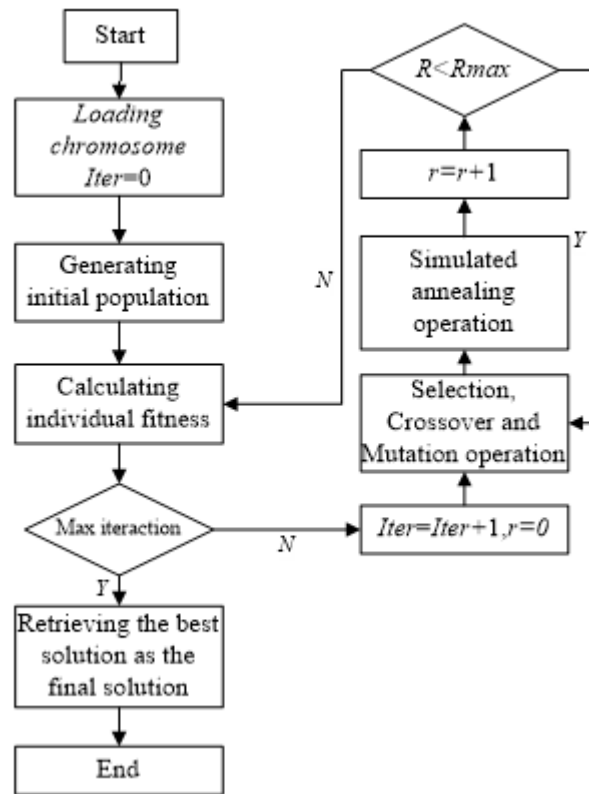 Start
Loading
chromosome
Iter=0
Generating
initial population
Calculating
individual fitness
Max iteraction
N
Y
Retrieving the best
solution as the
final solution
End
R<Rmax
r=r+1
Y
N
Simulated
annealing
operation
Selection,
Crossover and
Mutation operation
Iter=Iter+1,r=0